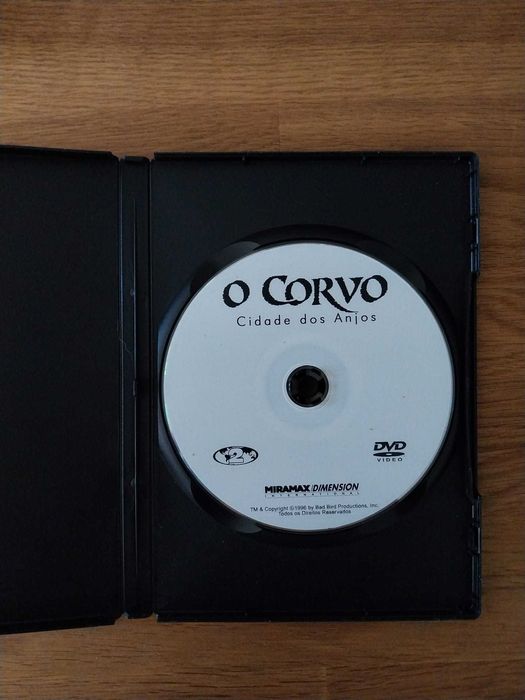 O CORVO
Cidade dos Anjos
2
DVD
VIDEO
MIRAMAX/DIMENSION
INTERNATIONAL
TM & Copyright ©1996 by Bad Bird Productions, Inc.
Todos os Direitos Reservados